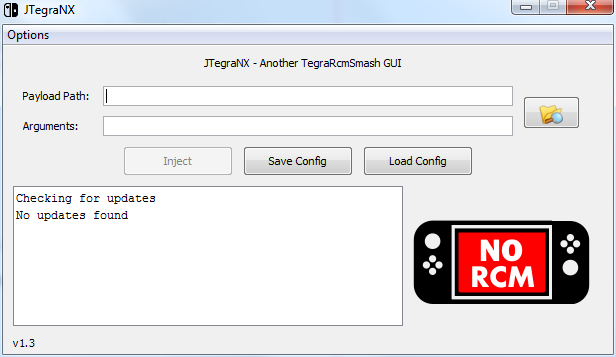 JTegraNX
Options
JTegraNX - Another TegraRcmSmash GUI
Payload Path:
Arguments:
Inject Save Config Load Config
Checking for updates
No updates found
NO
RCM
v1.3